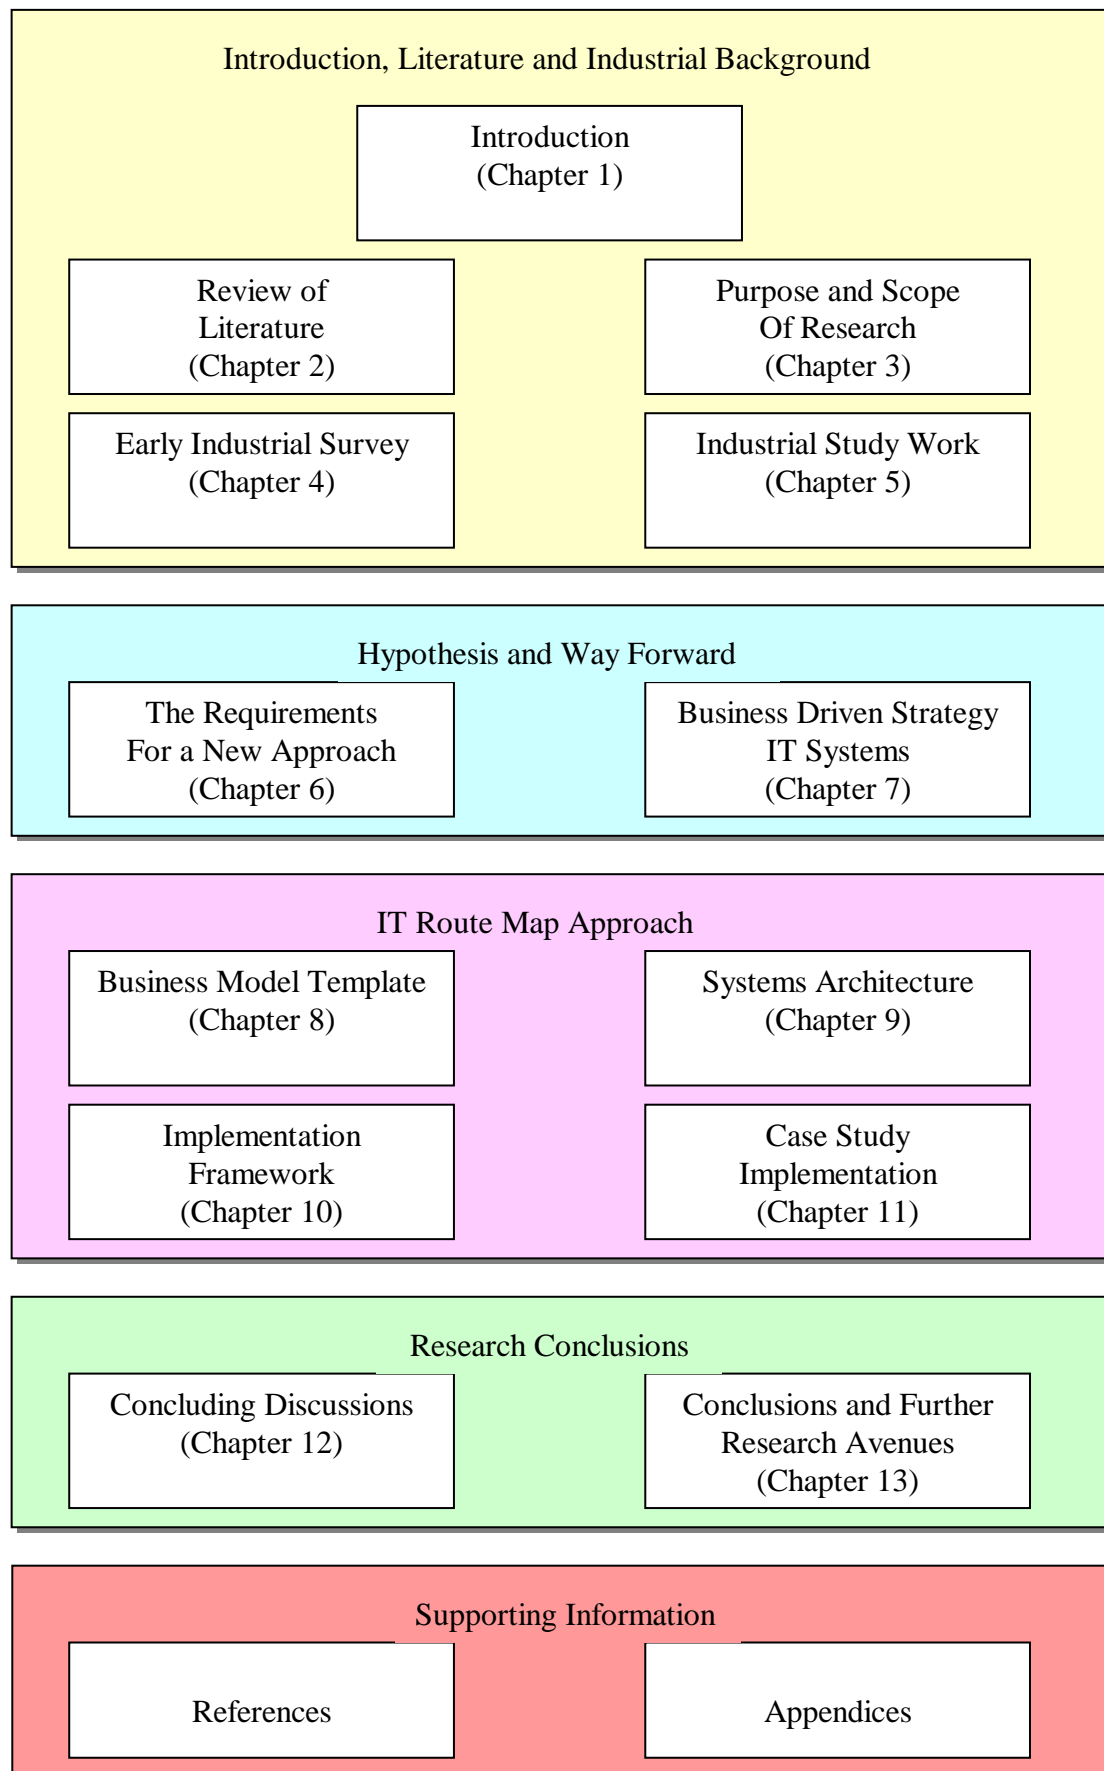 Introduction, Literature and Industrial Background
Introduction
(Chapter 1)
Review of
Literature
(Chapter 2)
Purpose and Scope
Of Research
(Chapter 3)
Early Industrial Survey
(Chapter 4)
Industrial Study Work
(Chapter 5)
Hypothesis and Way Forward
The Requirements
For a New Approach
(Chapter 6)
Business Driven Strategy
IT Systems
(Chapter 7)
IT Route Map Approach
Business Model Template
(Chapter 8)
Systems Architecture
(Chapter 9)
Implementation
Framework
(Chapter 10)
Case Study
Implementation
(Chapter 11)
Research Conclusions
Concluding Discussions
(Chapter 12)
Conclusions and Further
Research Avenues
(Chapter 13)
Supporting Information
References
Appendices